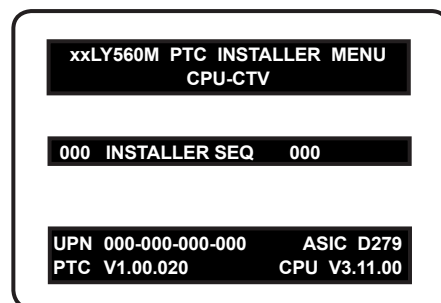 xxLY560M PTC INSTALLER MENU
CPU-CTV
000 INSTALLER SEQ 000
UPN 000-000-000-000 ASIC D279
PTC V1.00.020 CPU V3.11.00